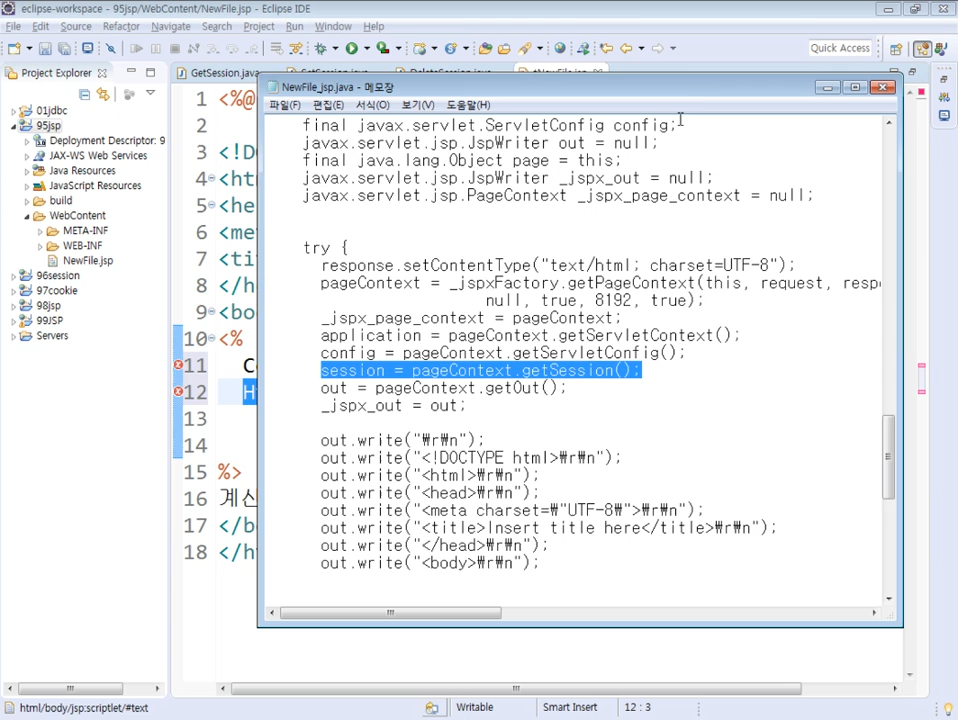 eclipse-workspace - 95jsp/WebContent/NewFile.jsp - Eclipse IDE
File Edit Source Refactor Navigate Search Project Run Window Help
Quick Access
Project Explorer
GetSession.java
01jdbc
95jsp
Deployment Descriptor: 9
JAX-WS Web Services
Java Resources
JavaScript Resources
build
WebContent
META-INF
WEB-INF
NewFile.jsp
96session
97cookie
98jsp
99JSP
Servers
1 <%@
2
3 <!D
4 <ht
5 <he
6 <me
7 <ti
8 </h
9 <bo
10 <%
11
12
13
14
15 %>
16 계산
17 </b
18 </h
NewFile_jsp.java - 메모장
파일(F) 편집(E) 서식(O) 보기(V) 도움말(H)
final javax.servlet.ServletConfig config;
javax.servlet.jsp.JspWriter out = null;
final java.lang.Object page = this;
javax.servlet.jsp.JspWriter _jspx_out = null;
javax.servlet.jsp.PageContext _jspx_page_context = null;
try {
response.setContentType("text/html; charset=UTF-8");
pageContext = _jspxFactory.getPageContext(this, request, resp
null, true, 8192, true);
_jspx_page_context = pageContext;
application = pageContext.getServletContext();
config = pageContext.getServletConfig();
session = pageContext.getSession();
out = pageContext.getOut();
_jspx_out = out;
out.write("₩r₩n");
out.write("<!DOCTYPE html>₩r₩n");
out.write("<html>₩r₩n");
out.write("<head>₩r₩n");
out.write("<meta charset=₩"UTF-8₩">₩r₩n");
out.write("<title>Insert title here</title>₩r₩n");
out.write("</head>₩r₩n");
out.write("<body>₩r₩n");
html/body/jsp:scriptlet/#text
Writable
Smart Insert
12 : 3